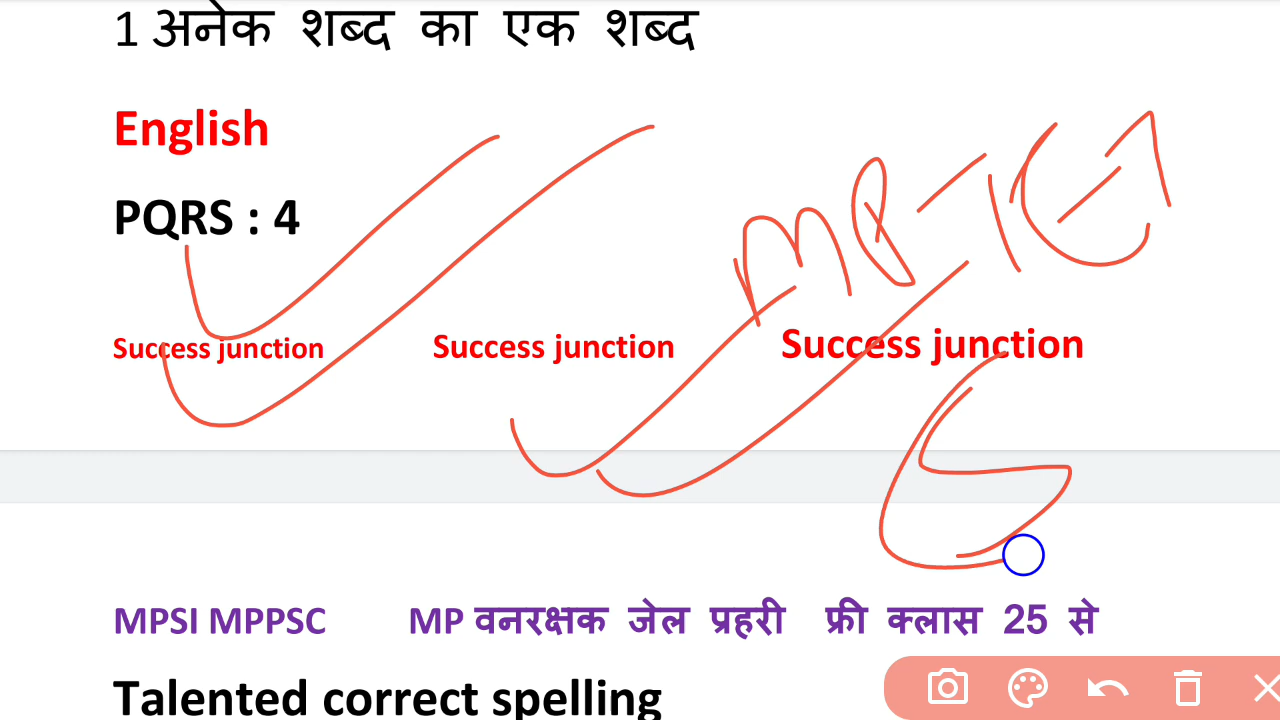 1 अनेक शब्द का एक शब्द
English
PQRS : 4
MPTET
Success junction Success junction Success junction
MPSI MPPSC MP वनरक्षक जेल प्रहरी फ्री क्लास 25 से
Talented correct spelling